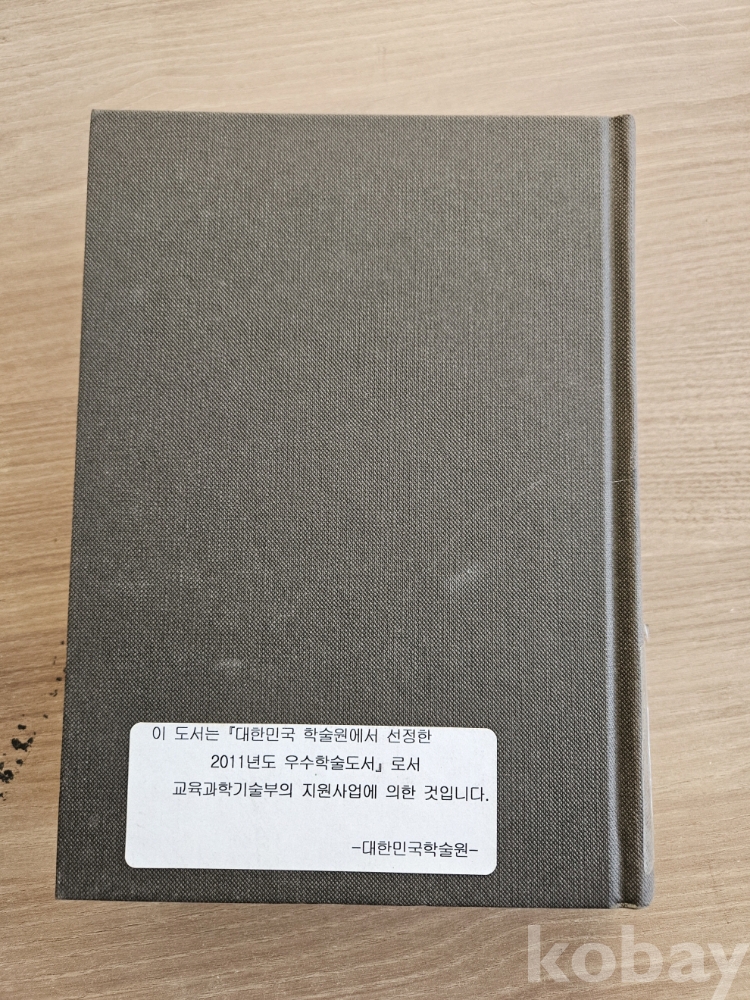 이 도서는 『대한민국 학술원에서 선정한
2011년도 우수학술도서』 로서
교육과학기술부의 지원사업에 의한 것입니다.
-대한민국학술원-
kobay